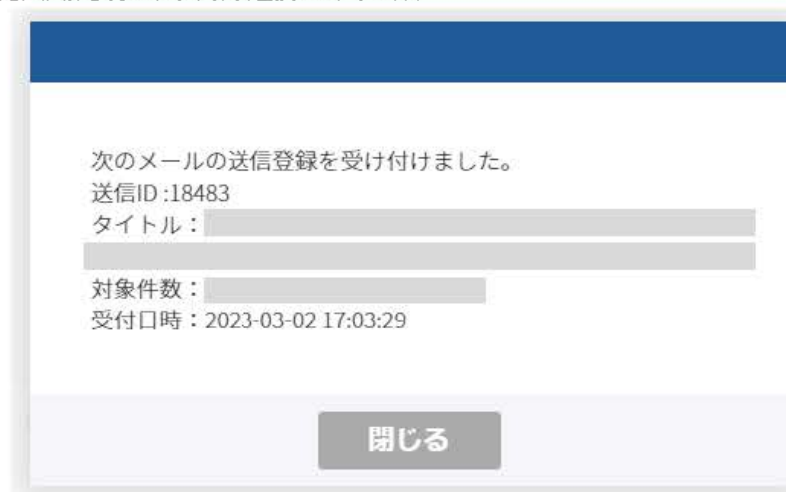 次のメールの送信登録を受け付けました。
送信ID :18483
タイトル：
対象件数：
受付日時：2023-03-02 17:03:29
閉じる